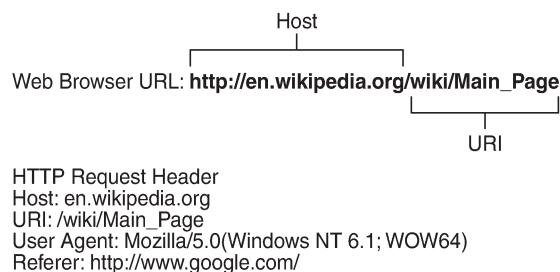 Host
Web Browser URL: http://en.wikipedia.org/wiki/Main_Page
URI
HTTP Request Header
Host: en.wikipedia.org
URI: /wiki/Main_Page
User Agent: Mozilla/5.0(Windows NT 6.1; WOW64)
Referer: http://www.google.com/